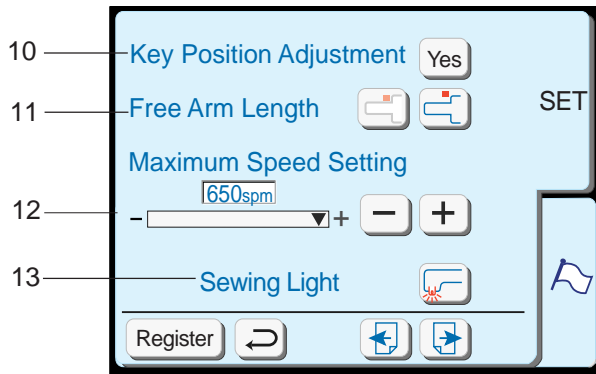 10 Key Position Adjustment Yes
11 Free Arm Length SET
Maximum Speed Setting
650spm
12 - + − +
13 Sewing Light
Register